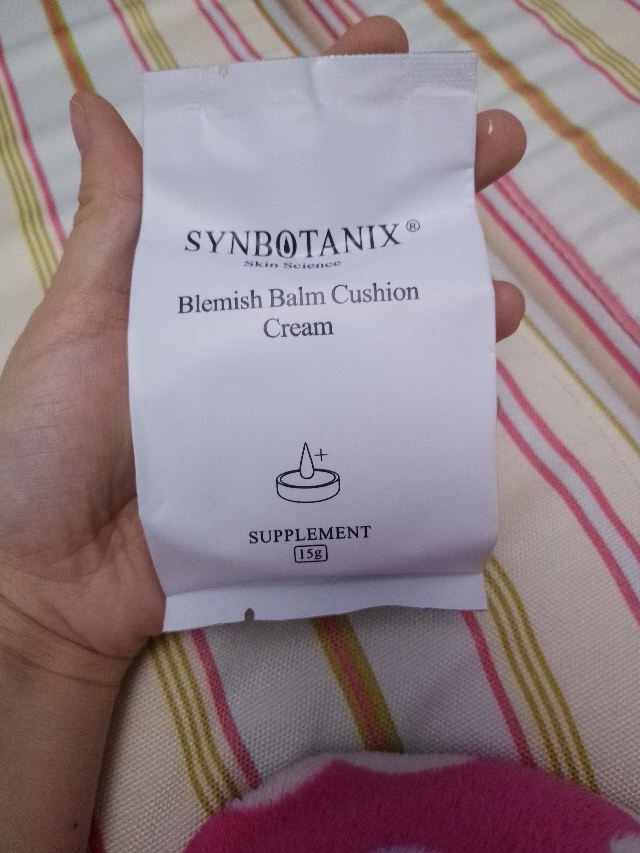 SYNBOTANIX®
Skin Science
Blemish Balm Cushion
Cream
SUPPLEMENT
15g